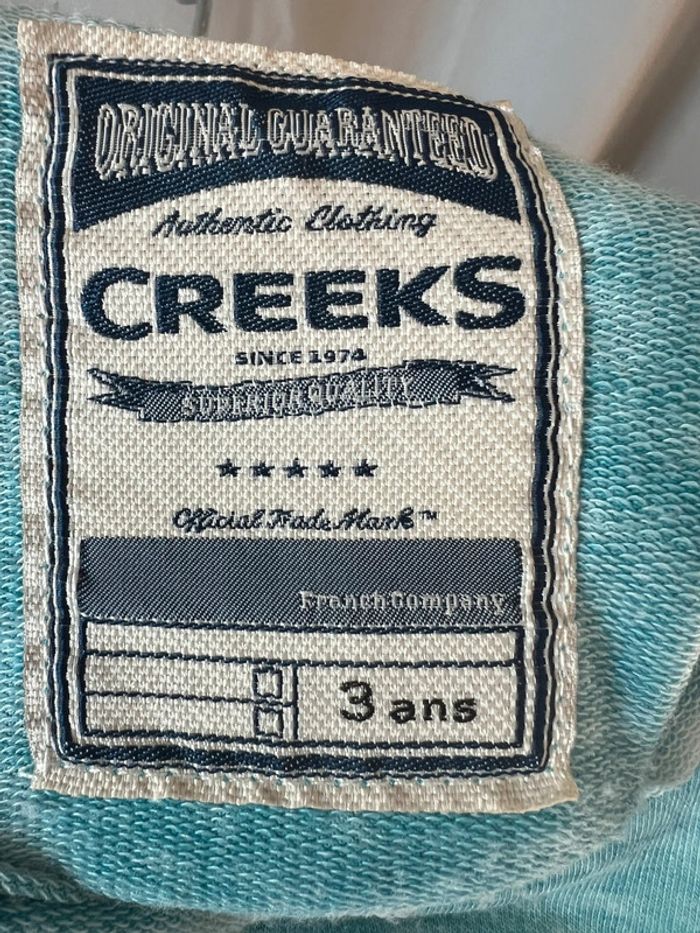 ORIGINAL GUARANTEED
Authentic Clothing
CREEKS
SINCE 1974
SUPERIOR QUALITY
Official Trade Mark™
French Company
3 ans